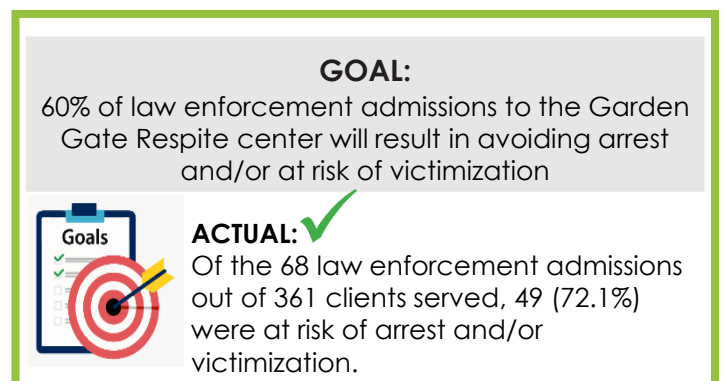 GOAL:
60% of law enforcement admissions to the Garden
Gate Respite center will result in avoiding arrest
and/or at risk of victimization
Goals
ACTUAL:
Of the 68 law enforcement admissions
out of 361 clients served, 49 (72.1%)
were at risk of arrest and/or
victimization.